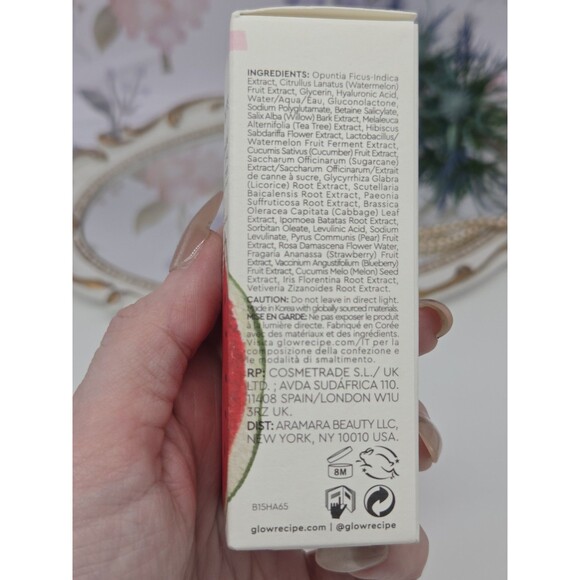 INGREDIENTS: Opuntia Ficus-Indica
Extract, Citrullus Lanatus (Watermelon)
Fruit Extract, Glycerin, Hyaluronic Acid,
Water/Aqua/Eau, Gluconolactone,
Sodium Polyglutamate, Betaine Salicylate,
Salix Alba (Willow) Bark Extract, Melaleuca
Alternifolia (Tea Tree) Extract, Hibiscus
Sabdariffa Flower Extract, Lactobacillus/
Watermelon Fruit Ferment Extract,
Cucumis Sativus (Cucumber) Fruit Extract,
Saccharum Officinarum (Sugarcane)
Extract/Saccharum Officinarum/Extrait
de canne à sucre, Glycyrrhiza Glabra
(Licorice) Root Extract, Scutellaria
Baicalensis Root Extract, Paeonia
Suffruticosa Root Extract, Brassica
Oleracea Capitata (Cabbage) Leaf
Extract, Ipomoea Batatas Root Extract,
Sorbitan Oleate, Levulinic Acid, Sodium
Levulinate, Pyrus Communis (Pear) Fruit
Extract, Rosa Damascena Flower Water,
Fragaria Ananassa (Strawberry) Fruit
Extract, Vaccinium Angustifolium (Blueberry)
Fruit Extract, Cucumis Melo (Melon) Seed
Extract, Iris Florentina Root Extract,
Vetiveria Zizanoides Root Extract.
CAUTION: Do not leave in direct light.
Made in Korea with globally sourced materials.
MISE EN GARDE: Ne pas exposer le produit
à la lumière directe. Fabriqué en Corée
avec des matériaux et des ingrédients.
Visita glowrecipe.com/IT per la
composizione della confezione e
le modalità di smaltimento.
RP: COSMETRADE S.L./ UK
LTD. ; AVDA SUDÁFRICA 110.
11408 SPAIN/LONDON W1U
3RZ UK.
DIST: ARAMARA BEAUTY LLC,
NEW YORK, NY 10010 USA.
8M
B15HA65
glowrecipe.com | @glowrecipe